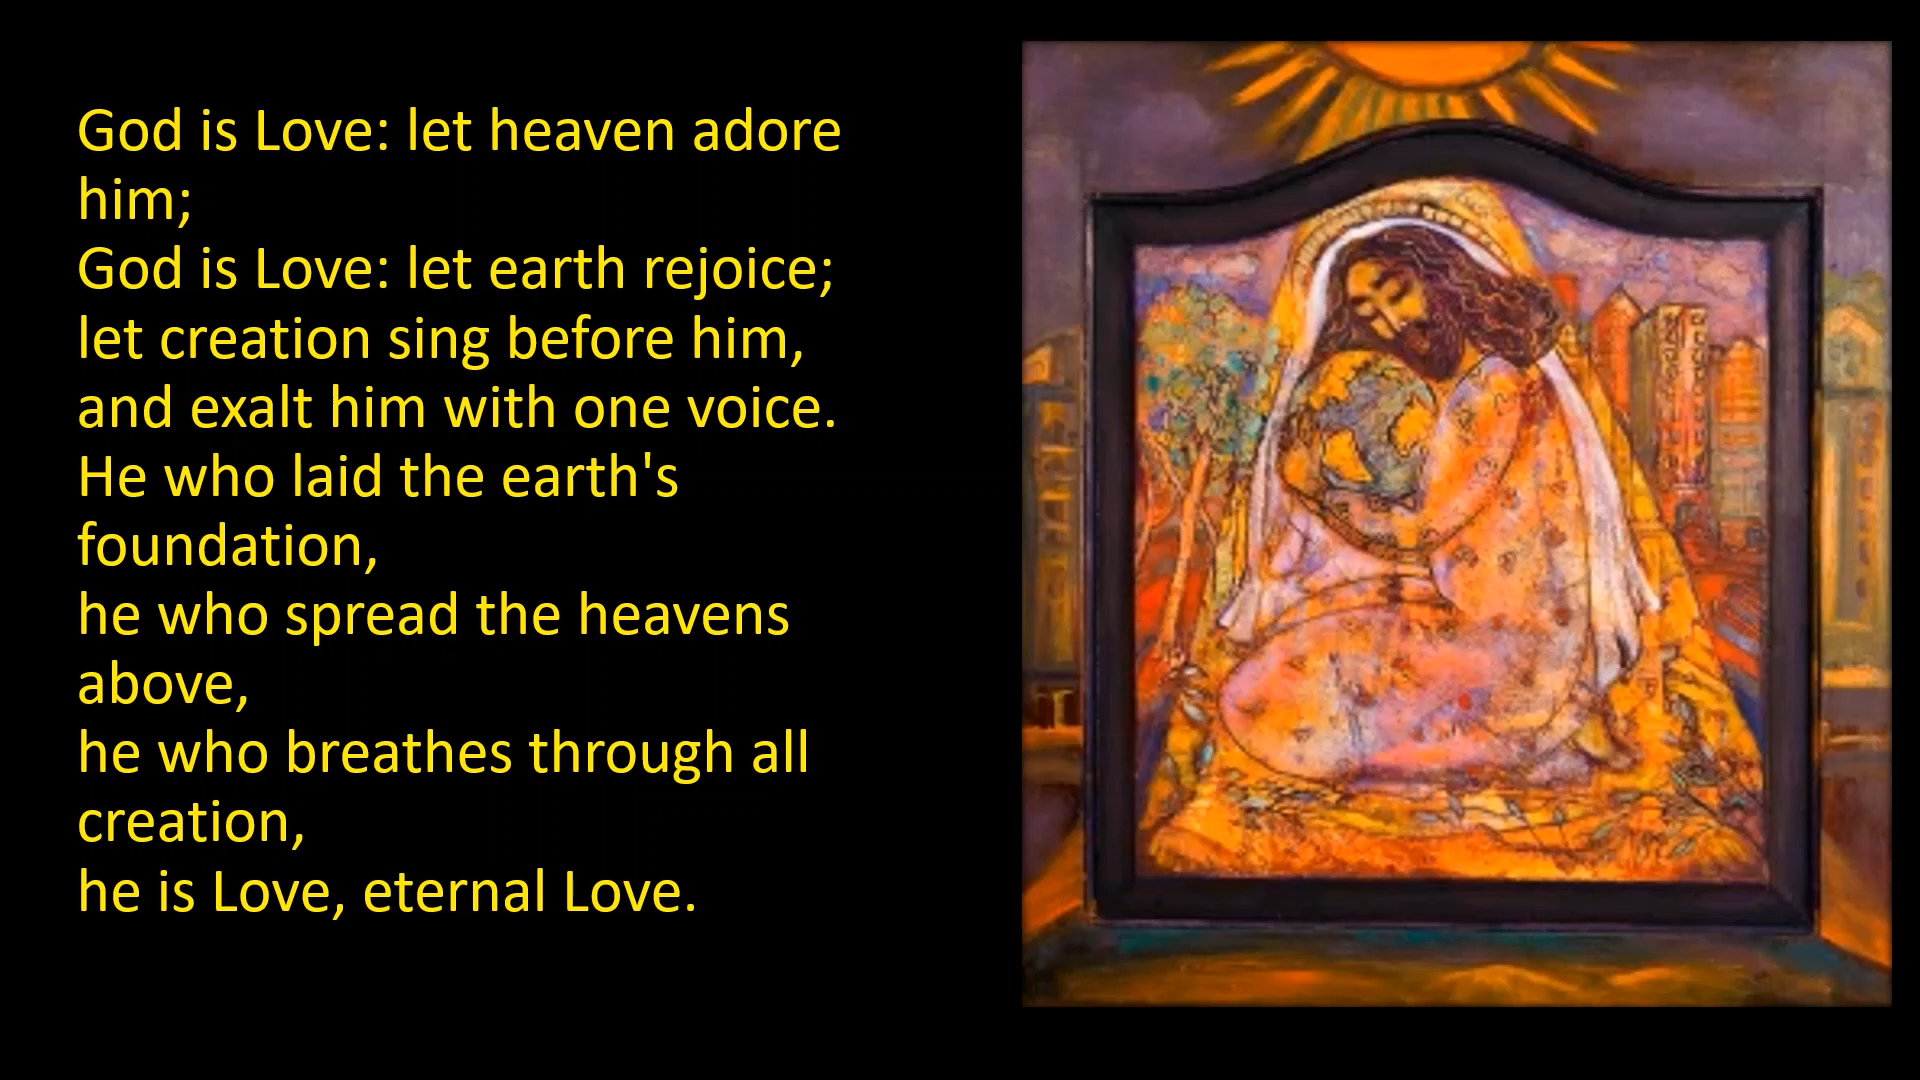 God is Love: let heaven adore
him;
God is Love: let earth rejoice;
let creation sing before him,
and exalt him with one voice.
He who laid the earth's
foundation,
he who spread the heavens
above,
he who breathes through all
creation,
he is Love, eternal Love.